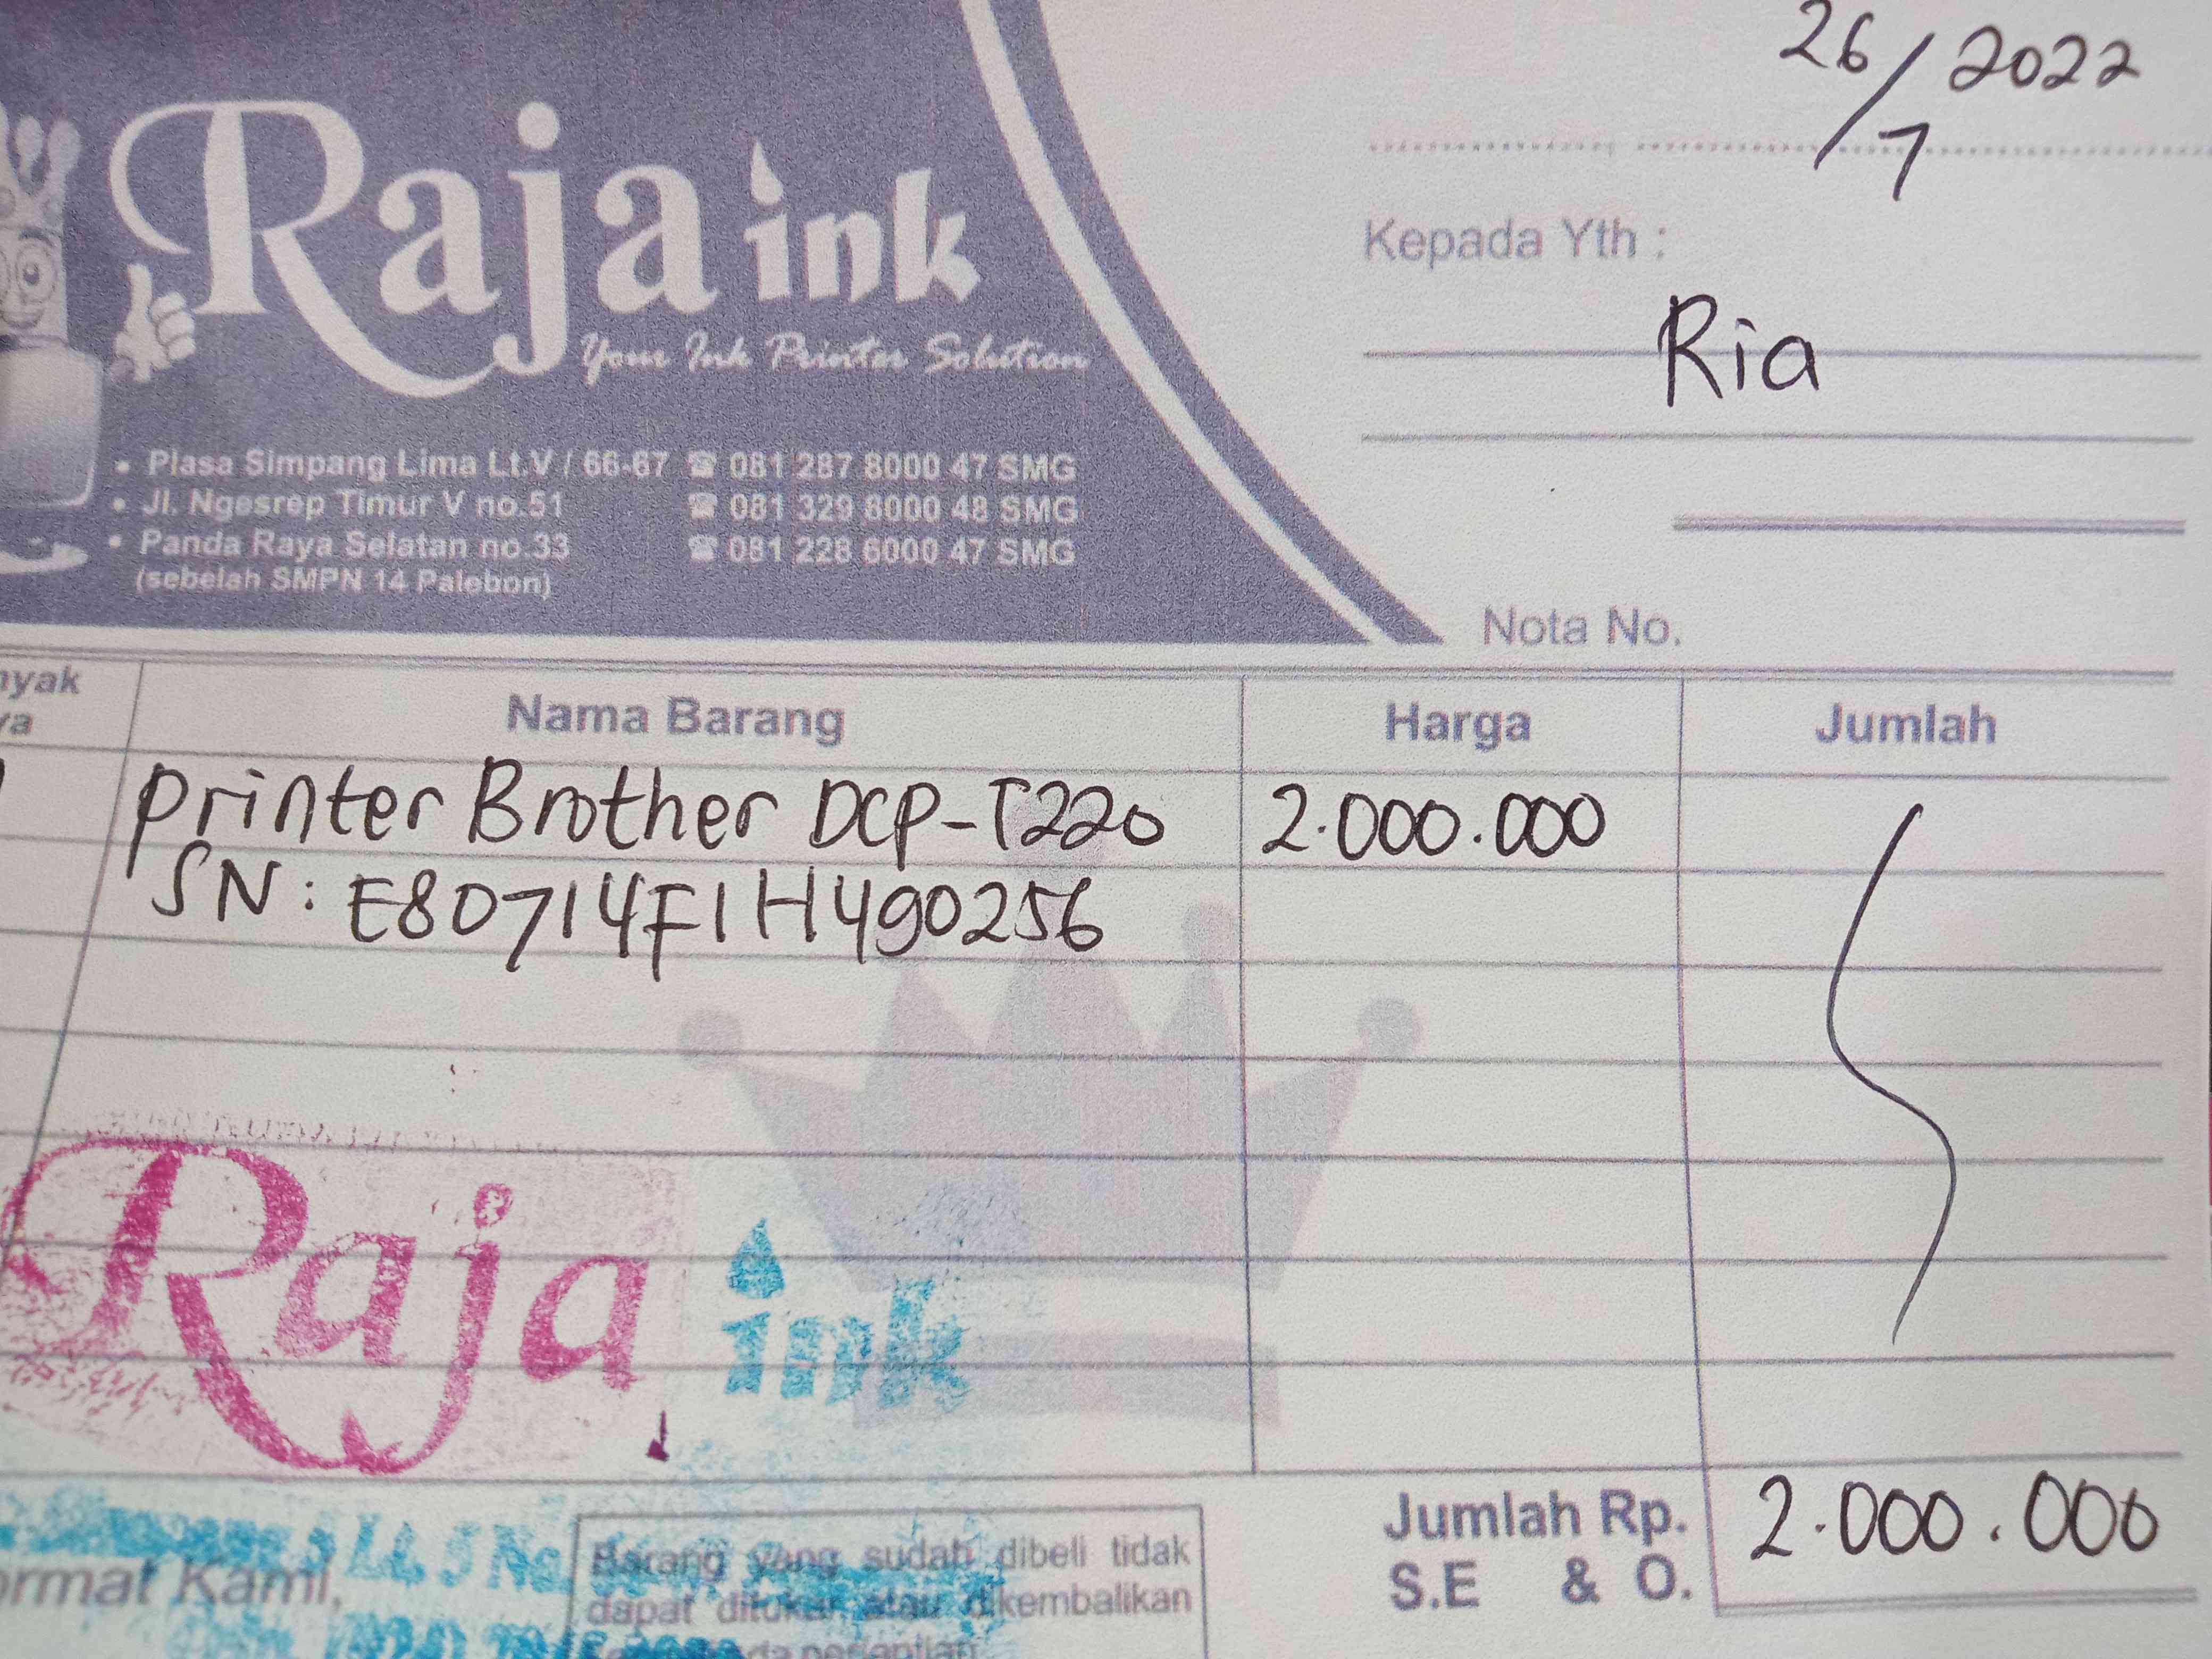 26/7 2022
Raja ink
Your Ink Printer Solution
Kepada Yth :
Ria
• Plasa Simpang Lima Lt.V / 66-67 ☎ 081 287 8000 47 SMG
• Jl. Ngesrep Timur V no.51 ☎ 081 329 8000 48 SMG
• Panda Raya Selatan no.33 ☎ 081 228 6000 47 SMG
(sebelah SMPN 14 Palebon)
Nota No.
nyak
ya
Nama Barang Harga Jumlah
Printer Brother DCP-T220 2.000.000
SN : E80714F1H490256
Raja ink
Jumlah Rp. 2.000.000
S.E & O.
ormat Kami,
Barang yang sudah dibeli tidak
dapat ditukar atau dikembalikan